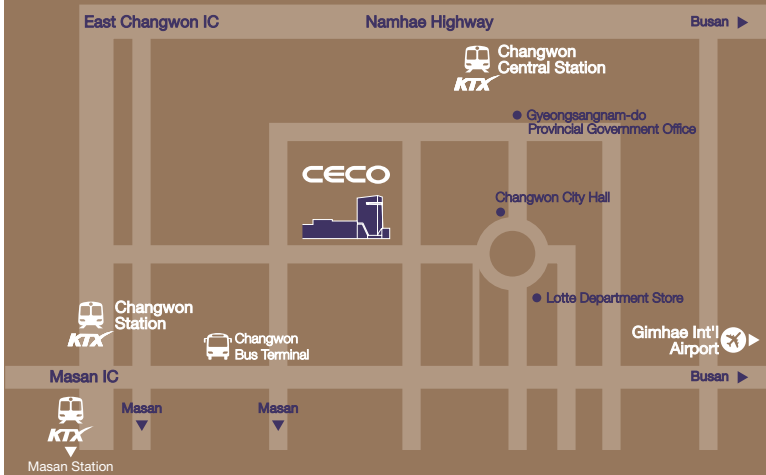 East Changwon IC
Namhae Highway
Busan
Changwon
Central Station
KTX
Gyeongsangnam-do
Provincial Government Office
CECO
Changwon City Hall
Lotte Department Store
Changwon
Station
KTX
Changwon
Bus Terminal
Gimhae Int'l
Airport
Masan IC
Busan
KTX
Masan
Masan
Masan Station